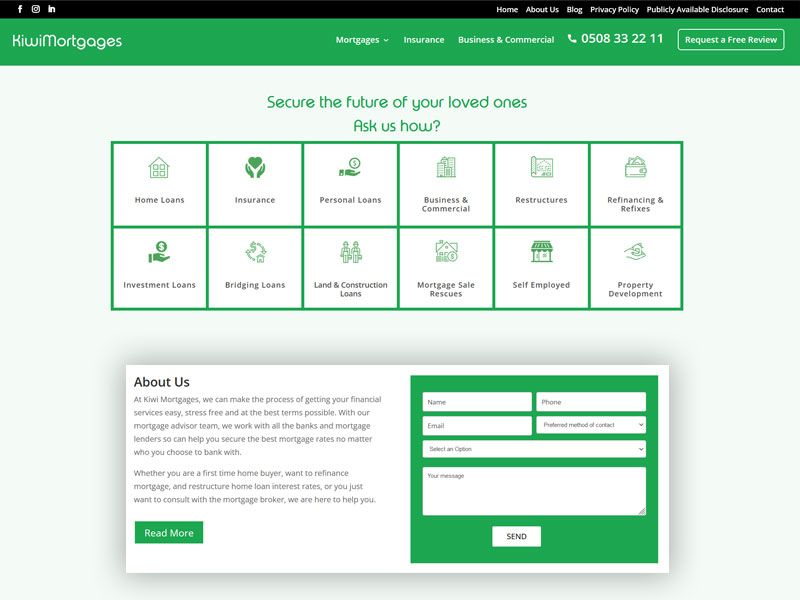 Home About Us Blog Privacy Policy Publicly Available Disclosure Contact
KiwiMortgages
Mortgages Insurance Business & Commercial 0508 33 22 11 Request a Free Review
Secure the future of your loved ones
Ask us how?
Home Loans
Insurance
Personal Loans
Business &
Commercial
Restructures
Refinancing &
Refixes
Investment Loans
Bridging Loans
Land & Construction
Loans
Mortgage Sale
Rescues
Self Employed
Property
Development
About Us
At Kiwi Mortgages, we can make the process of getting your financial
services easy, stress free and at the best terms possible. With our
mortgage advisor team, we work with all the banks and mortgage
lenders so can help you secure the best mortgage rates no matter
who you choose to bank with.
Whether you are a first time home buyer, want to refinance
mortgage, and restructure home loan interest rates, or you just
want to consult with the mortgage broker, we are here to help you.
Read More
Name Phone
Email Preferred method of contact
Select an Option
Your message
SEND